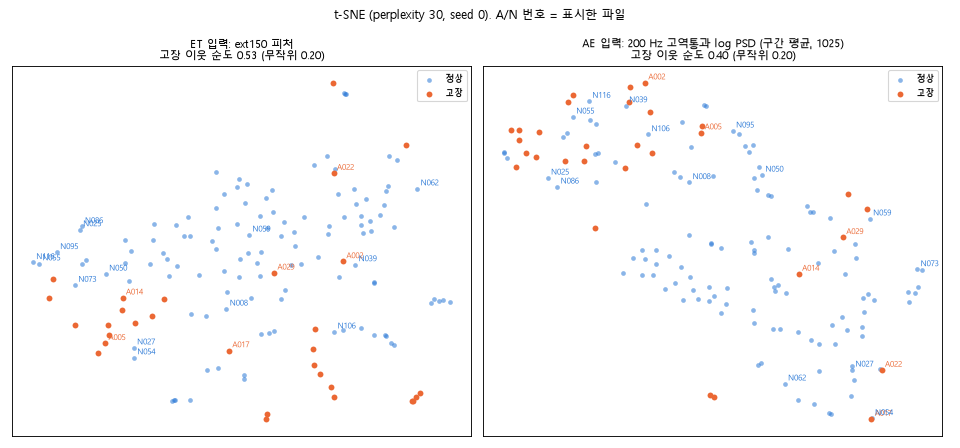 t-SNE (perplexity 30, seed 0). A/N 번호 = 표시한 파일
ET 입력: ext150 피처
고장 이웃 순도 0.53 (무작위 0.20)
정상
고장
A022
N062
N086
N025
N059
N095
N050
N073
A002
N039
A029
A014
N008
A005
N027
N054
A017
N106
AE 입력: 200 Hz 고역통과 log PSD (구간 평균, 1025)
고장 이웃 순도 0.40 (무작위 0.20)
정상
고장
A002
N116
N039
N055
N106
A005
N095
N025
N086
N008
N050
N059
A029
N073
A014
N027
A022
N062